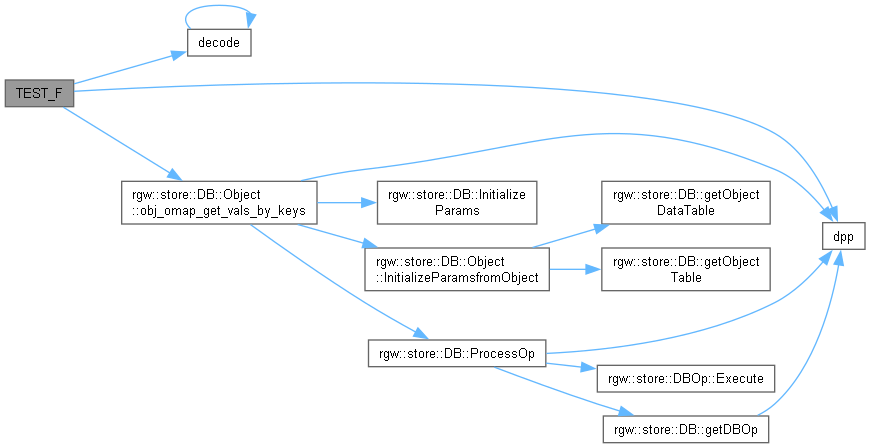 decode
TEST_F
rgw::store::DB::Object
::obj_omap_get_vals_by_keys
rgw::store::DB::Initialize
Params
rgw::store::DB::getObject
DataTable
dpp
rgw::store::DB::Object
::InitializeParamsfromObject
rgw::store::DB::getObject
Table
rgw::store::DB::ProcessOp
rgw::store::DBOp::Execute
rgw::store::DB::getDBOp